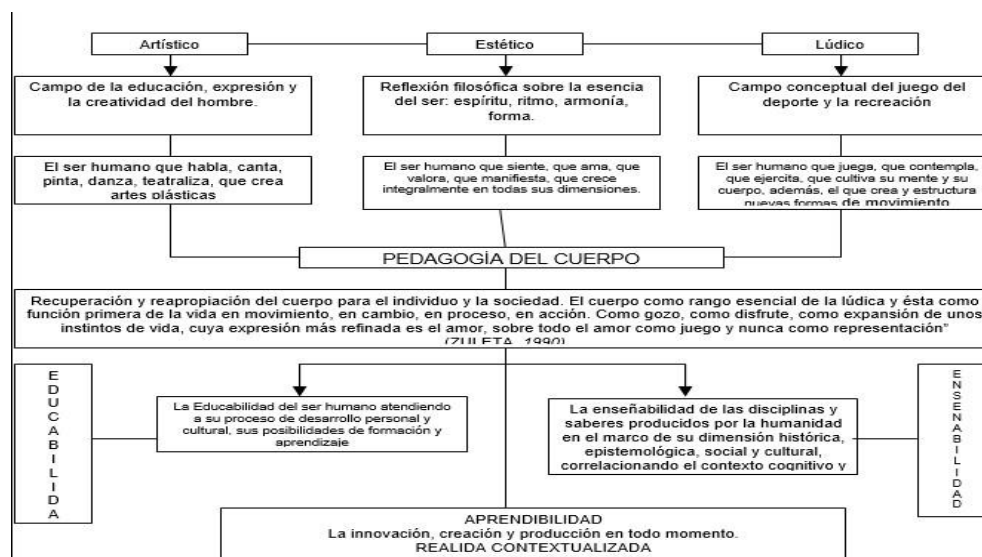 Artístico
Estético
Lúdico
Campo de la educación, expresión y
la creatividad del hombre.
Reflexión filosófica sobre la esencia
del ser: espíritu, ritmo, armonía,
forma.
Campo conceptual del juego del
deporte y la recreación
El ser humano que habla, canta,
pinta, danza, teatraliza, que crea
artes plásticas
El ser humano que siente, que ama, que
valora, que manifiesta, que crece
integralmente en todas sus dimensiones.
El ser humano que juega, que contempla,
que ejercita, que cultiva su mente y su
cuerpo, además, el que crea y estructura
nuevas formas de movimiento
PEDAGOGÍA DEL CUERPO
Recuperación y reapropiación del cuerpo para el individuo y la sociedad. El cuerpo como rango esencial de la lúdica y ésta como
función primera de la vida en movimiento, en cambio, en proceso, en acción. Como gozo, como disfrute, como expansión de unos
instintos de vida, cuya expresión más refinada es el amor, sobre todo el amor como juego y nunca como representación"
(ZULETA, 1990)
E
D
U
C
A
B
I
L
I
D
A
La Educabilidad del ser humano atendiendo
a su proceso de desarrollo personal y
cultural, sus posibilidades de formación y
aprendizaje
La enseñabilidad de las disciplinas y
saberes producidos por la humanidad
en el marco de su dimensión histórica,
epistemológica, social y cultural,
correlacionando el contexto cognitivo y
E
N
S
E
N
A
B
I
L
I
D
A
D
APRENDIBILIDAD
La innovación, creación y producción en todo momento.
REALIDA CONTEXTUALIZADA